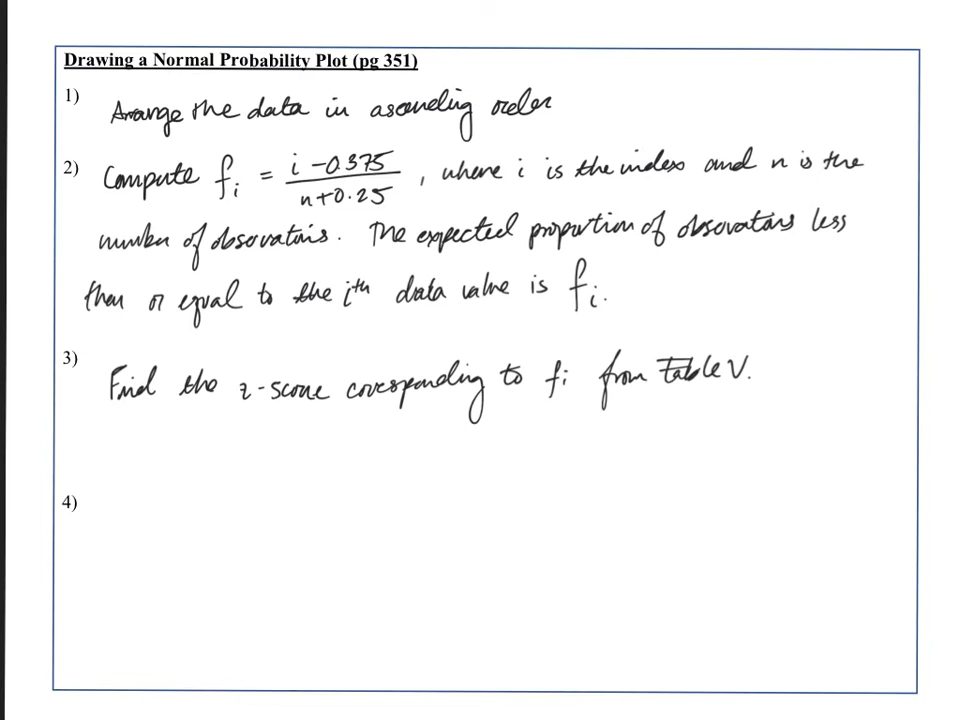 Drawing a Normal Probability Plot (pg 351)
1) Arrange the data in ascending order
2) Compute fi = i - 0.375 / n + 0.25 , where i is the index and n is the
number of observations. The expected proportion of observations less
than or equal to the ith data value is fi.
3) Find the z-score corresponding to fi from Table V.
4)